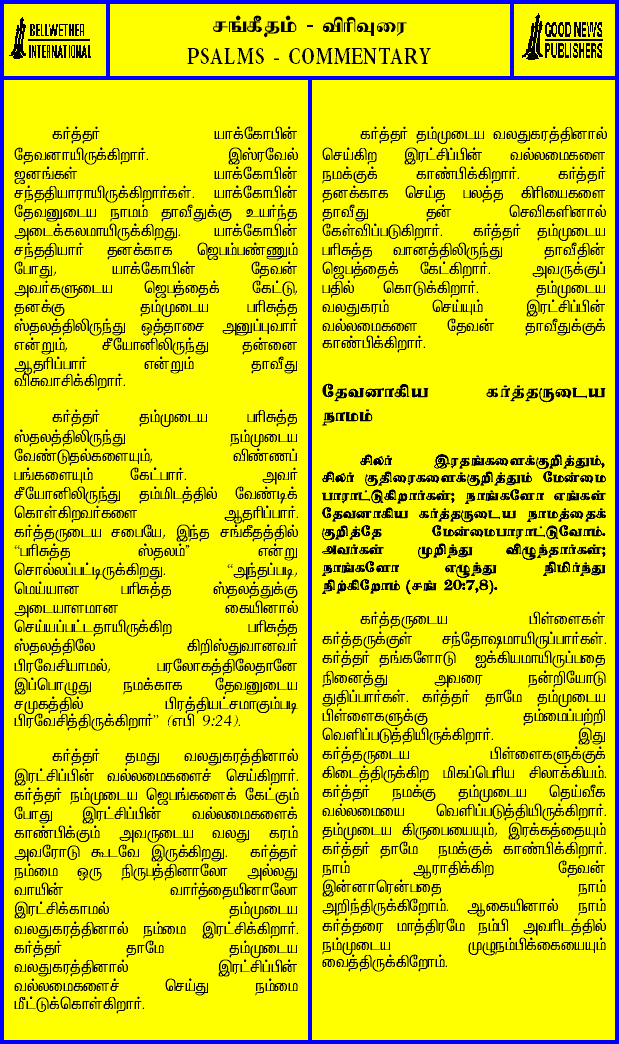 BELLWETHER
INTERNATIONAL
சங்கீதம் - விரிவுரை
PSALMS - COMMENTARY
GOOD NEWS
PUBLISHERS
கர்த்தர் யாக்கோபின்
தேவனாயிருக்கிறார். இஸ்ரவேல்
ஜனங்கள் யாக்கோபின்
சந்ததியாராயிருக்கிறார்கள். யாக்கோபின்
தேவனுடைய நாமம் தாவீதுக்கு உயர்ந்த
அடைக்கலமாயிருக்கிறது. யாக்கோபின்
சந்ததியார் தனக்காக ஜெபம்பண்ணும்
போது, யாக்கோபின் தேவன்
அவர்களுடைய ஜெபத்தைக் கேட்டு,
தனக்கு தம்முடைய பரிசுத்த
ஸ்தலத்திலிருந்து ஒத்தாசை அனுப்புவார்
என்றும், சீயோனிலிருந்து தன்னை
ஆதரிப்பார் என்றும் தாவீது
விசுவாசிக்கிறார்.
கர்த்தர் தம்முடைய பரிசுத்த
ஸ்தலத்திலிருந்து நம்முடைய
வேண்டுதல்களையும், விண்ணப்
பங்களையும் கேட்பார். அவர்
சீயோனிலிருந்து தம்மிடத்தில் வேண்டிக்
கொள்கிறவர்களை ஆதரிப்பார்.
கர்த்தருடைய சபையே, இந்த சங்கீதத்தில்
“பரிசுத்த ஸ்தலம்” என்று
சொல்லப்பட்டிருக்கிறது. “அந்தப்படி,
மெய்யான பரிசுத்த ஸ்தலத்துக்கு
அடையாளமான கையினால்
செய்யப்பட்டதாயிருக்கிற பரிசுத்த
ஸ்தலத்திலே கிறிஸ்துவானவர்
பிரவேசியாமல், பரலோகத்திலேதானே
இப்பொழுது நமக்காக தேவனுடைய
சமுகத்தில் பிரத்தியட்சமாகும்படி
பிரவேசித்திருக்கிறார்” (எபி 9:24).
கர்த்தர் தமது வலதுகரத்தினால்
இரட்சிப்பின் வல்லமைகளைச் செய்கிறார்.
கர்த்தர் நம்முடைய ஜெபங்களைக் கேட்கும்
போது இரட்சிப்பின் வல்லமைகளைக்
காண்பிக்கும் அவருடைய வலது கரம்
அவரோடு கூடவே இருக்கிறது. கர்த்தர்
நம்மை ஒரு நிருபத்தினாலோ அல்லது
வாயின் வார்த்தையினாலோ
இரட்சிக்காமல் தம்முடைய
வலதுகரத்தினால் நம்மை இரட்சிக்கிறார்.
கர்த்தர் தாமே தம்முடைய
வலதுகரத்தினால் இரட்சிப்பின்
வல்லமைகளைச் செய்து நம்மை
மீட்டுக்கொள்கிறார்.
கர்த்தர் தம்முடைய வலதுகரத்தினால்
செய்கிற இரட்சிப்பின் வல்லமைகளை
நமக்குக் காண்பிக்கிறார். கர்த்தர்
தனக்காக செய்த பலத்த கிரியைகளை
தாவீது தன் செவிகளினால்
கேள்விப்படுகிறார். கர்த்தர் தம்முடைய
பரிசுத்த வானத்திலிருந்து தாவீதின்
ஜெபத்தைக் கேட்கிறார். அவருக்குப்
பதில் கொடுக்கிறார். தம்முடைய
வலதுகரம் செய்யும் இரட்சிப்பின்
வல்லமைகளை தேவன் தாவீதுக்குக்
காண்பிக்கிறார்.
தேவனாகிய கர்த்தருடைய
நாமம்
சிலர் இரதங்களைக்குறித்தும்,
சிலர் குதிரைகளைக்குறித்தும் மேன்மை
பாராட்டுகிறார்கள்; நாங்களோ எங்கள்
தேவனாகிய கர்த்தருடைய நாமத்தைக்
குறித்தே மேன்மைபாராட்டுவோம்.
அவர்கள் முறிந்து விழுந்தார்கள்;
நாங்களோ எழுந்து நிமிர்ந்து
நிற்கிறோம் (சங் 20:7,8).
கர்த்தருடைய பிள்ளைகள்
கர்த்தருக்குள் சந்தோஷமாயிருப்பார்கள்.
கர்த்தர் தங்களோடு ஐக்கியமாயிருப்பதை
நினைத்து அவரை நன்றியோடு
துதிப்பார்கள். கர்த்தர் தாமே தம்முடைய
பிள்ளைகளுக்கு தம்மைப்பற்றி
வெளிப்படுத்தியிருக்கிறார். இது
கர்த்தருடைய பிள்ளைகளுக்குக்
கிடைத்திருக்கிற மிகப்பெரிய சிலாக்கியம்.
கர்த்தர் நமக்கு தம்முடைய தெய்வீக
வல்லமையை வெளிப்படுத்தியிருக்கிறார்.
தம்முடைய கிருபையையும், இரக்கத்தையும்
கர்த்தர் தாமே நமக்குக் காண்பிக்கிறார்.
நாம் ஆராதிக்கிற தேவன்
இன்னாரென்பதை நாம்
அறிந்திருக்கிறோம். ஆகையினால் நாம்
கர்த்தரை மாத்திரமே நம்பி அவரிடத்தில்
நம்முடைய முழுநம்பிக்கையையும்
வைத்திருக்கிறோம்.